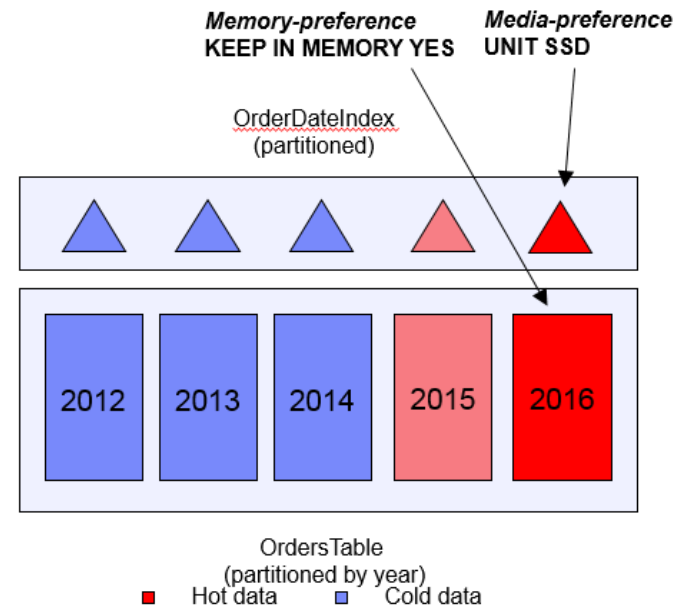 Memory-preference
KEEP IN MEMORY YES
Media-preference
UNIT SSD
OrderDateIndex
(partitioned)
2012 2013 2014 2015 2016
OrdersTable
(partitioned by year)
Hot data Cold data